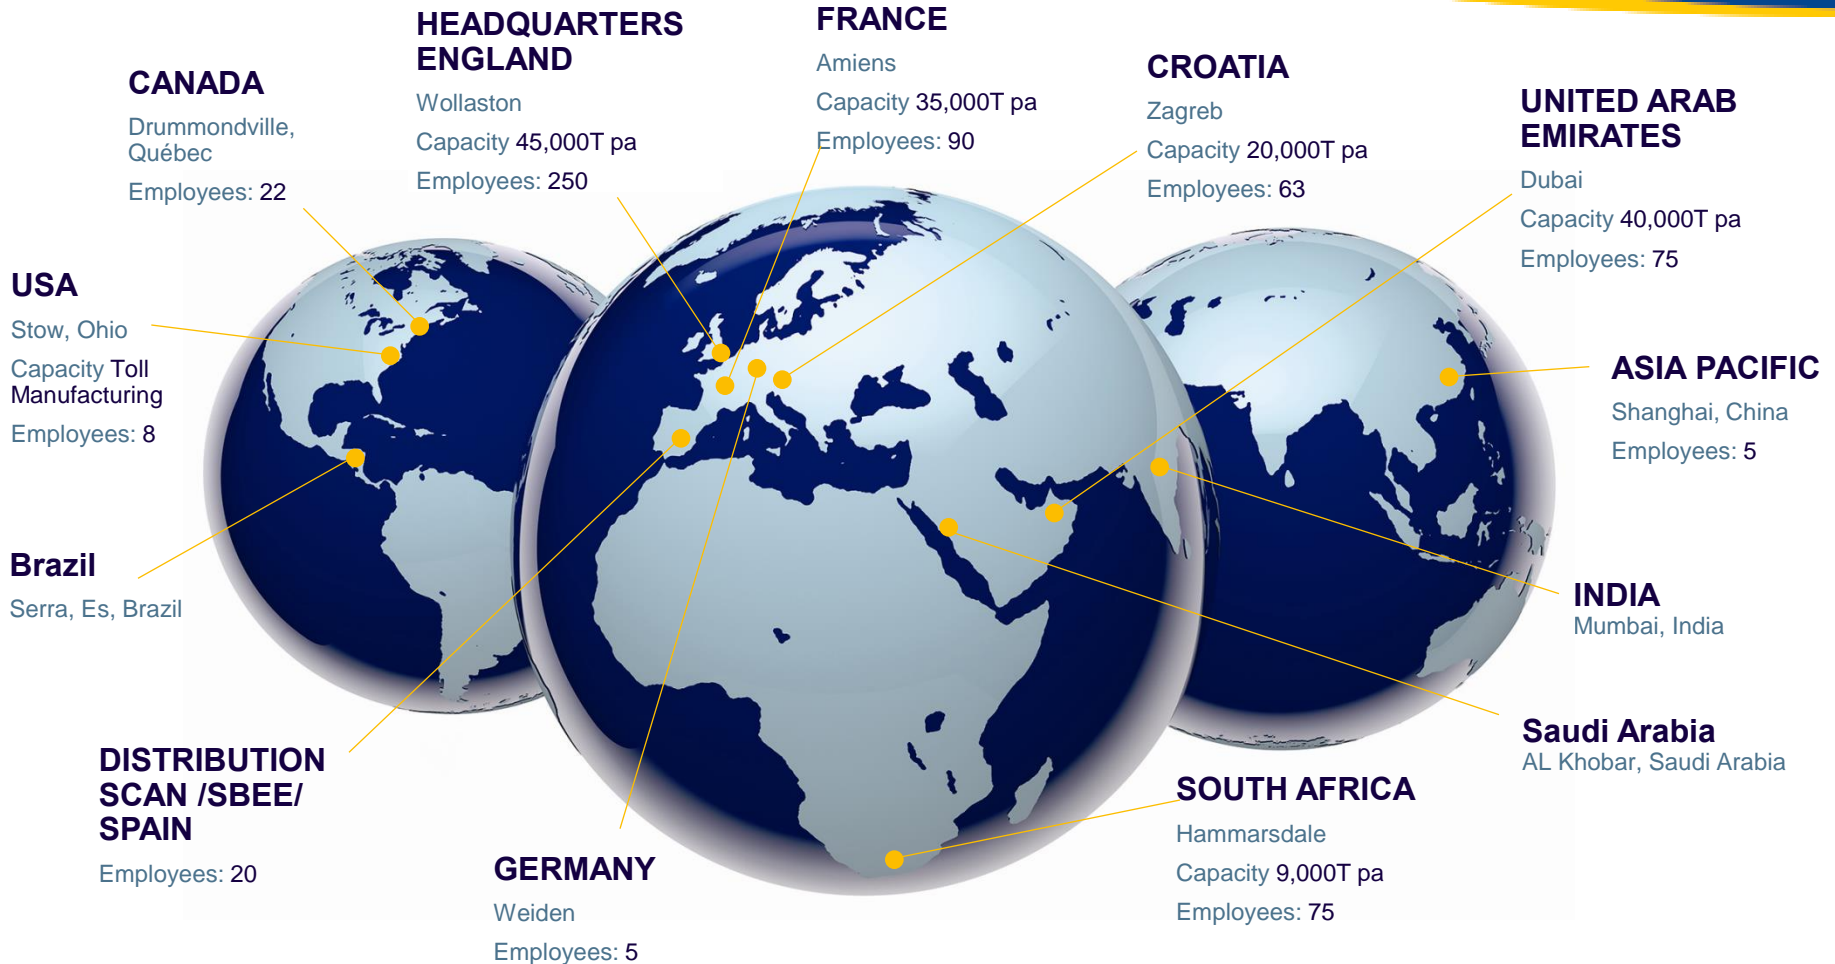 HEADQUARTERS
ENGLAND
Wollaston
Capacity 45,000T pa
Employees: 250
FRANCE
Amiens
Capacity 35,000T pa
Employees: 90
CROATIA
Zagreb
Capacity 20,000T pa
Employees: 63
UNITED ARAB
EMIRATES
Dubai
Capacity 40,000T pa
Employees: 75
CANADA
Drummondville,
Québec
Employees: 22
USA
Stow, Ohio
Capacity Toll
Manufacturing
Employees: 8
ASIA PACIFIC
Shanghai, China
Employees: 5
Brazil
Serra, Es, Brazil
INDIA
Mumbai, India
Saudi Arabia
AL Khobar, Saudi Arabia
DISTRIBUTION
SCAN /SBEE/
SPAIN
Employees: 20
GERMANY
Weiden
Employees: 5
SOUTH AFRICA
Hammarsdale
Capacity 9,000T pa
Employees: 75